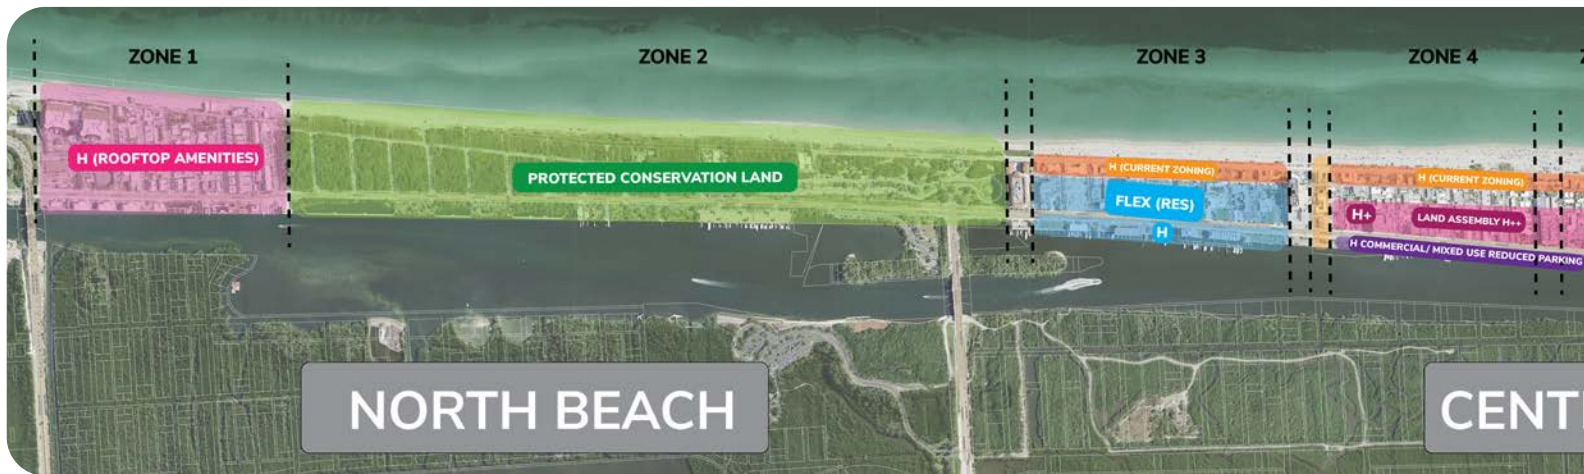 ZONE 1
ZONE 2
ZONE 3
ZONE 4
H (ROOFTOP AMENITIES)
PROTECTED CONSERVATION LAND
H (CURRENT ZONING)
FLEX (RES)
H
H (CURRENT ZONING)
H+
LAND ASSEMBLY H++
H COMMERCIAL/ MIXED USE REDUCED PARKING
NORTH BEACH
CENT